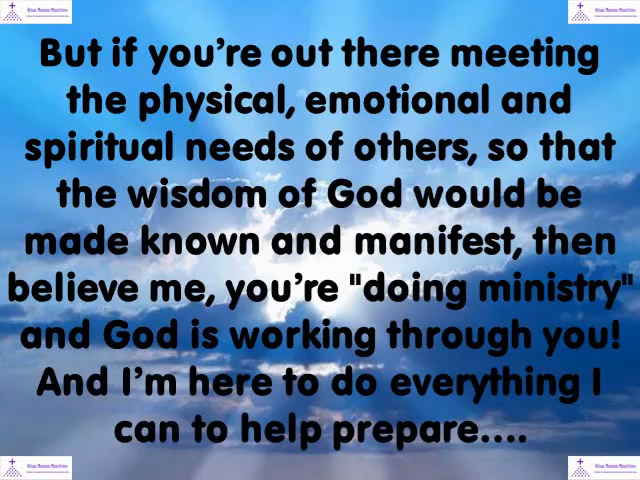 But if you’re out there meeting
the physical, emotional and
spiritual needs of others, so that
the wisdom of God would be
made known and manifest, then
believe me, you’re "doing ministry"
and God is working through you!
And I’m here to do everything I
can to help prepare....